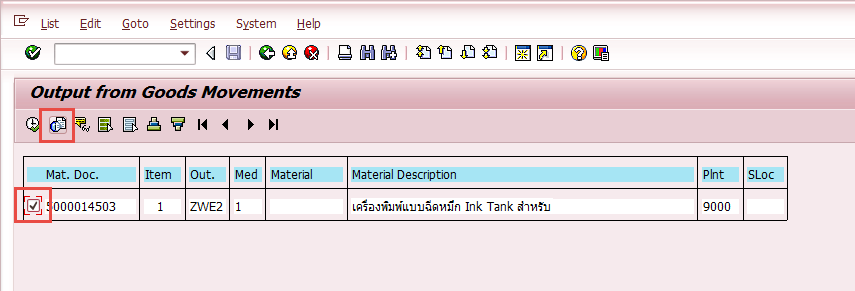 List Edit Goto Settings System Help
Output from Goods Movements
Mat. Doc. Item Out. Med Material Material Description Plnt SLoc
5000014503 1 ZWE2 1 เครื่องพิมพ์แบบฉีดหมึก Ink Tank สำหรับ 9000